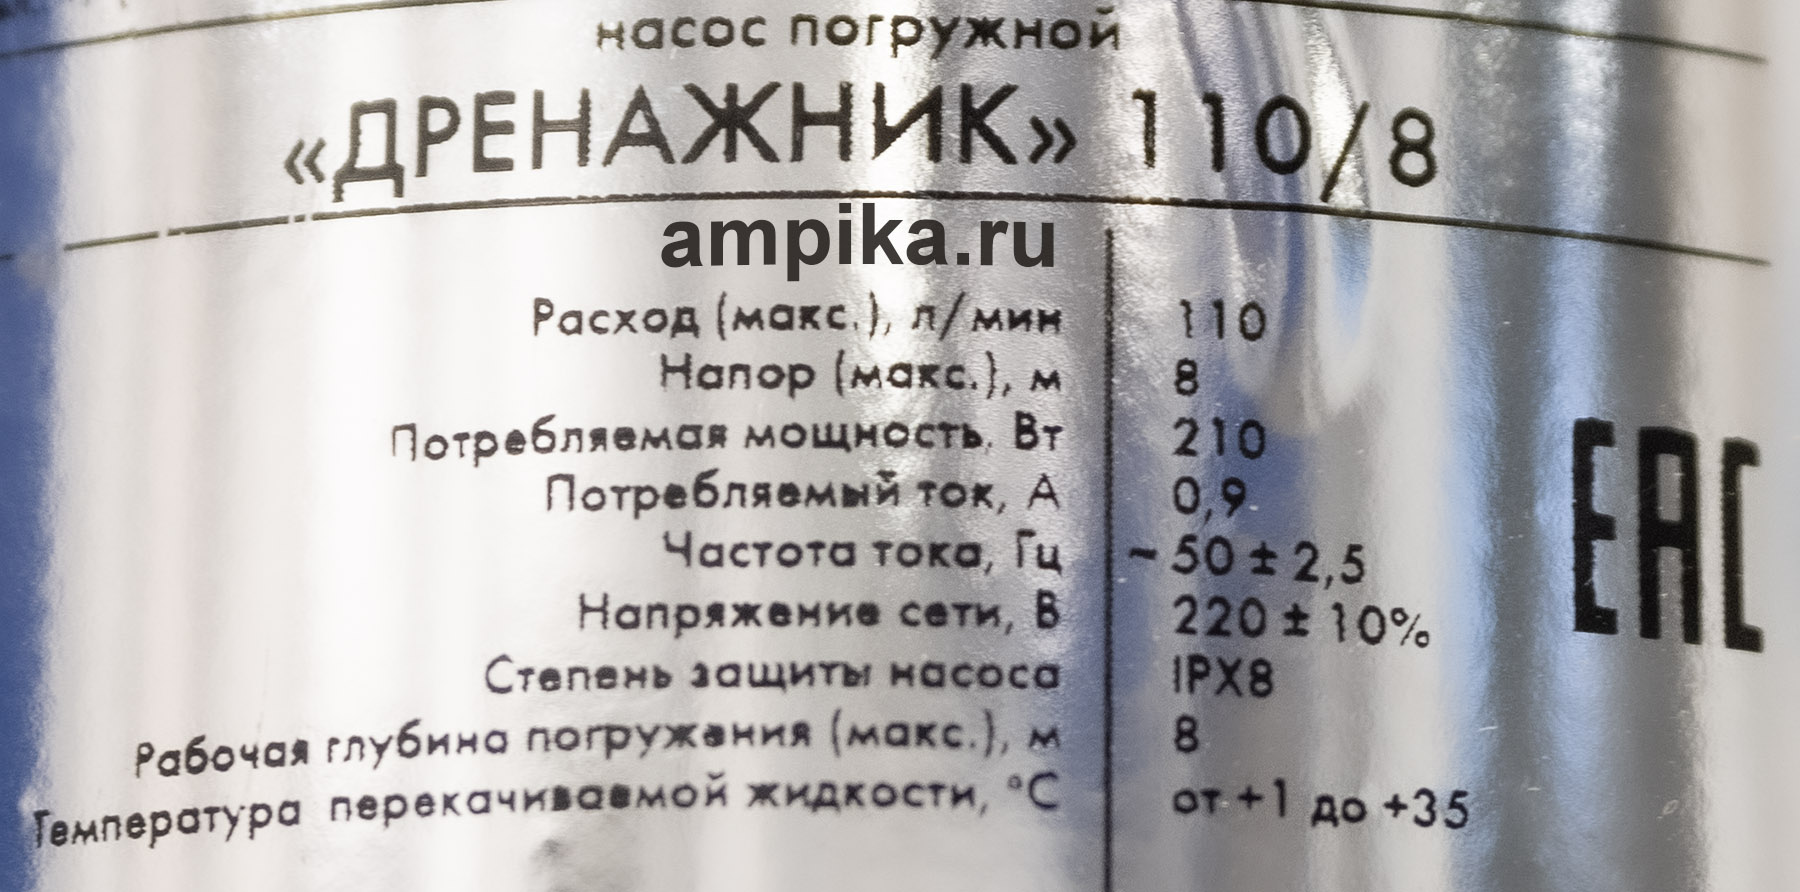 насос погружной
«ДРЕНАЖНИК» 110/8
ampika.ru
Расход (макс.), л/мин 110
Напор (макс.), м 8
Потребляемая мощность, Вт 210
Потребляемый ток, А 0,9
Частота тока, Гц ~ 50 ± 2,5
Напряжение сети, В 220 ± 10%
Степень защиты насоса IPX8
Рабочая глубина погружения (макс.), м 8
Температура перекачиваемой жидкости, °С от +1 до +35
ЕАС